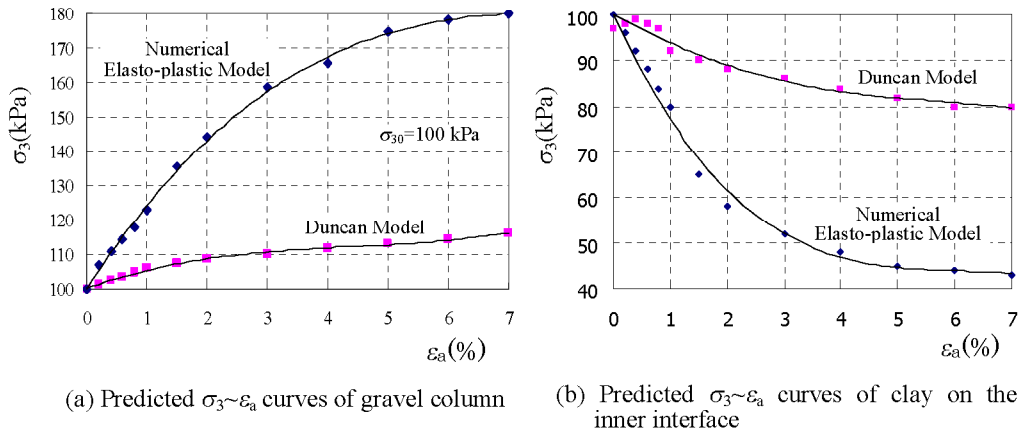 180
170
160
150
140
130
120
110
100
σ₃(kPa)
Numerical
Elasto-plastic Model
σ₃₀=100 kPa
Duncan Model
0 1 2 3 4 5 6 7
εₐ(%)
(a) Predicted σ₃~εₐ curves of gravel column
100
90
80
70
60
50
40
σ₃(kPa)
Duncan Model
Numerical
Elasto-plastic Model
0 1 2 3 4 5 6 7
εₐ(%)
(b) Predicted σ₃~εₐ curves of clay on the
inner interface